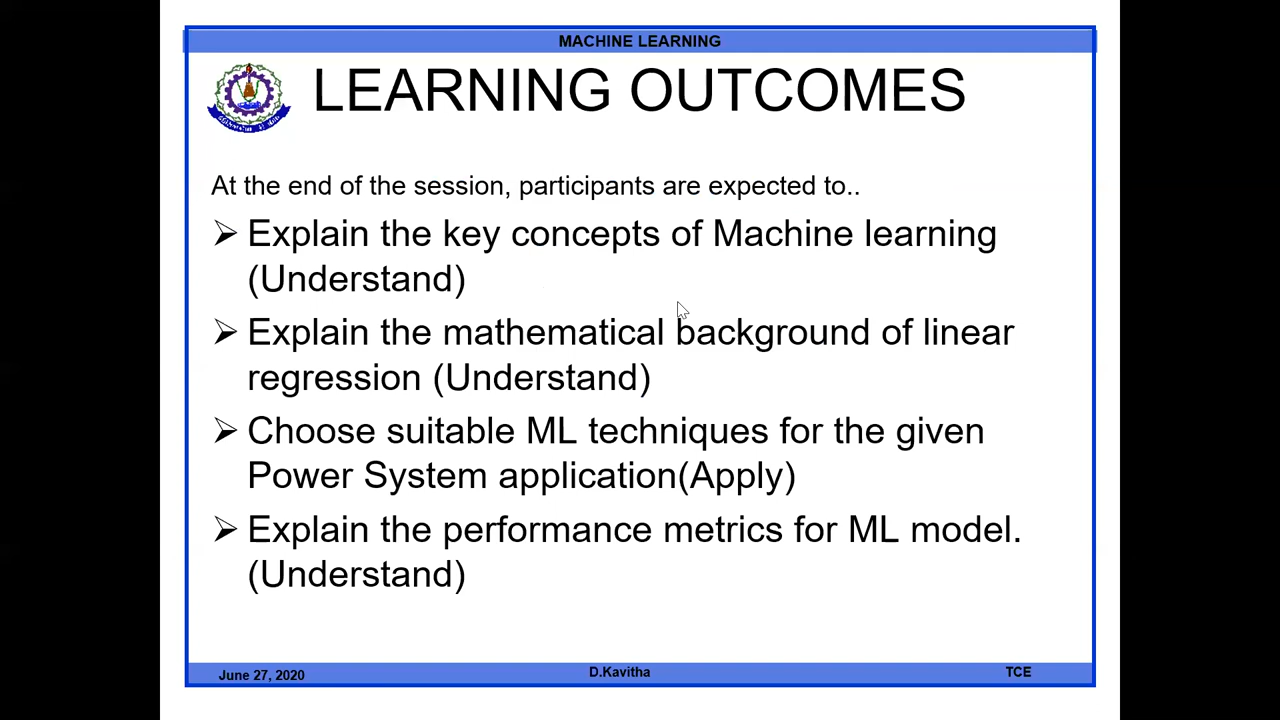 MACHINE LEARNING
LEARNING OUTCOMES
At the end of the session, participants are expected to..
➢ Explain the key concepts of Machine learning
(Understand)
➢ Explain the mathematical background of linear
regression (Understand)
➢ Choose suitable ML techniques for the given
Power System application(Apply)
➢ Explain the performance metrics for ML model.
(Understand)
June 27, 2020
D.Kavitha
TCE